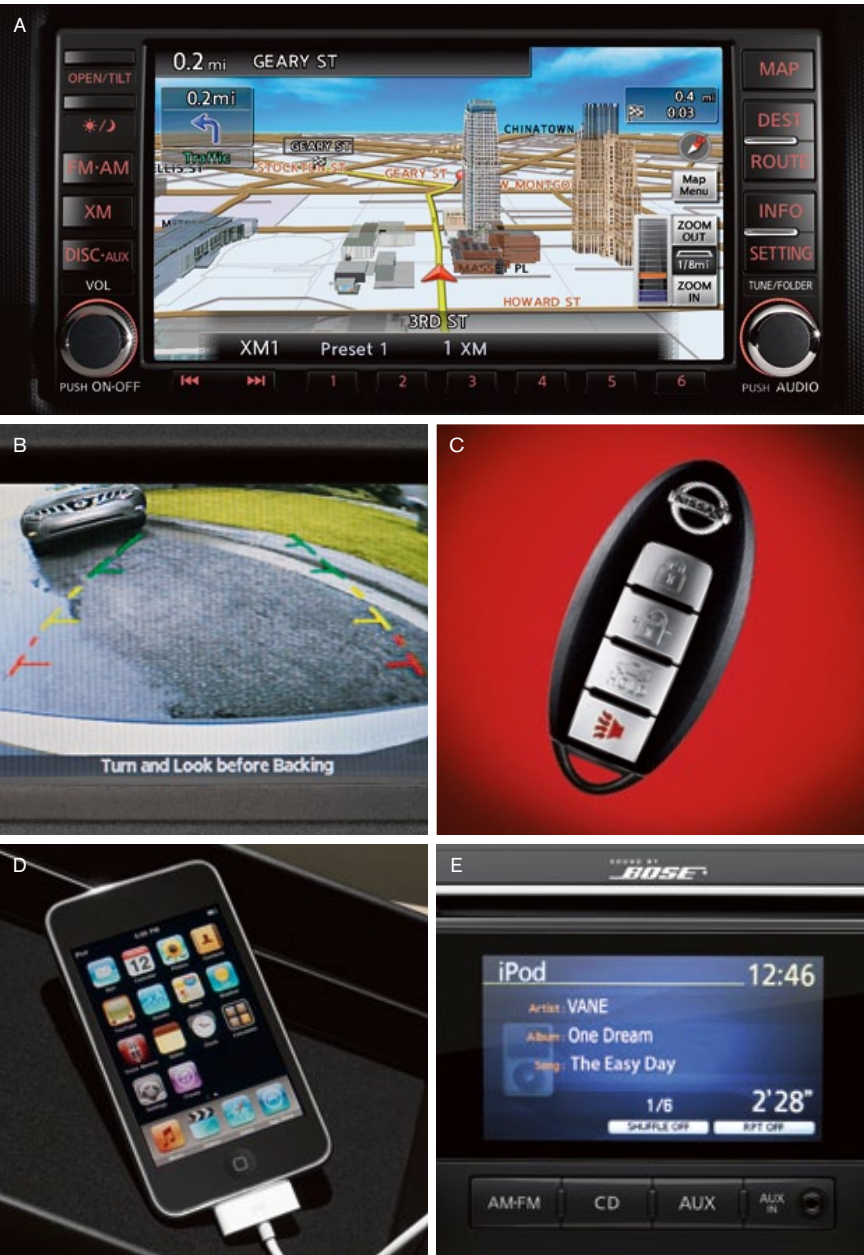 A
OPEN/TILT
FM·AM
XM
DISC·AUX
VOL
PUSH ON·OFF
0.2 mi GEARY ST
0.2mi
Traffic
GEARY ST
STOCKTON ST
GEARY ST
CHINATOWN
W MONTGO
0.4 mi
0:03
Map
Menu
ZOOM
OUT
1/8mi
ZOOM
IN
PL
HOWARD ST
3RD ST
XM1 Preset 1 1 XM
1 2 3 4 5 6
MAP
DEST
ROUTE
INFO
SETTING
TUNE/FOLDER
PUSH AUDIO
B
Turn and Look before Backing
C
NISSAN
HOLD
D
12
E
SOUND BY
BOSE
iPod 12:46
Artist: VANE
Album: One Dream
Song: The Easy Day
1/6 2'28"
SHUFFLE OFF RPT OFF
AM·FM CD AUX AUX
IN